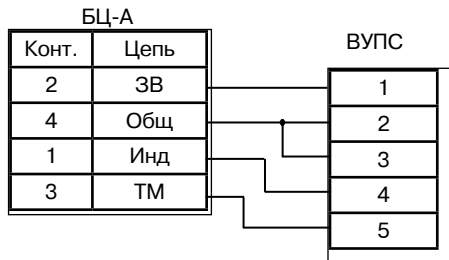 БЦ-А
Конт. Цепь
2 ЗВ
4 Общ
1 Инд
3 ТМ
ВУПС
1
2
3
4
5